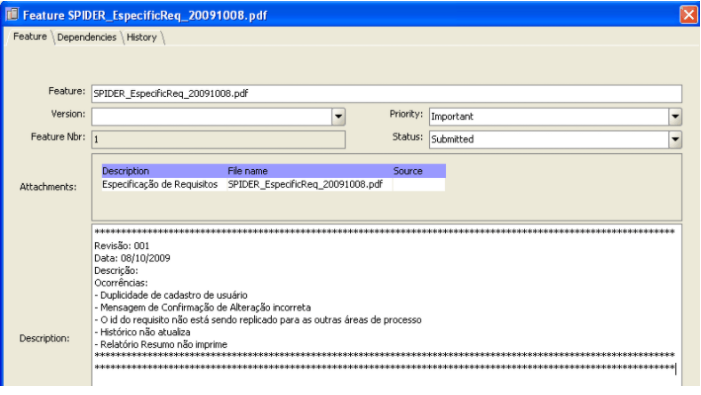 Feature SPIDER_EspecificReq_20091008.pdf
Feature \ Dependencies \ History \
Feature: SPIDER_EspecificReq_20091008.pdf
Version: Priority: Important
Feature Nbr: 1 Status: Submitted
Description File name Source
Attachments: Especificação de Requisitos SPIDER_EspecificReq_20091008.pdf
Revisão: 001
Data: 08/10/2009
Descrição:
Ocorrências:
- Duplicidade de cadastro de usuário
- Mensagem de Confirmação de Alteração incorreta
- O id do requisito não está sendo replicado para as outras áreas de processo
- Histórico não atualiza
Description:
- Relatório Resumo não imprime